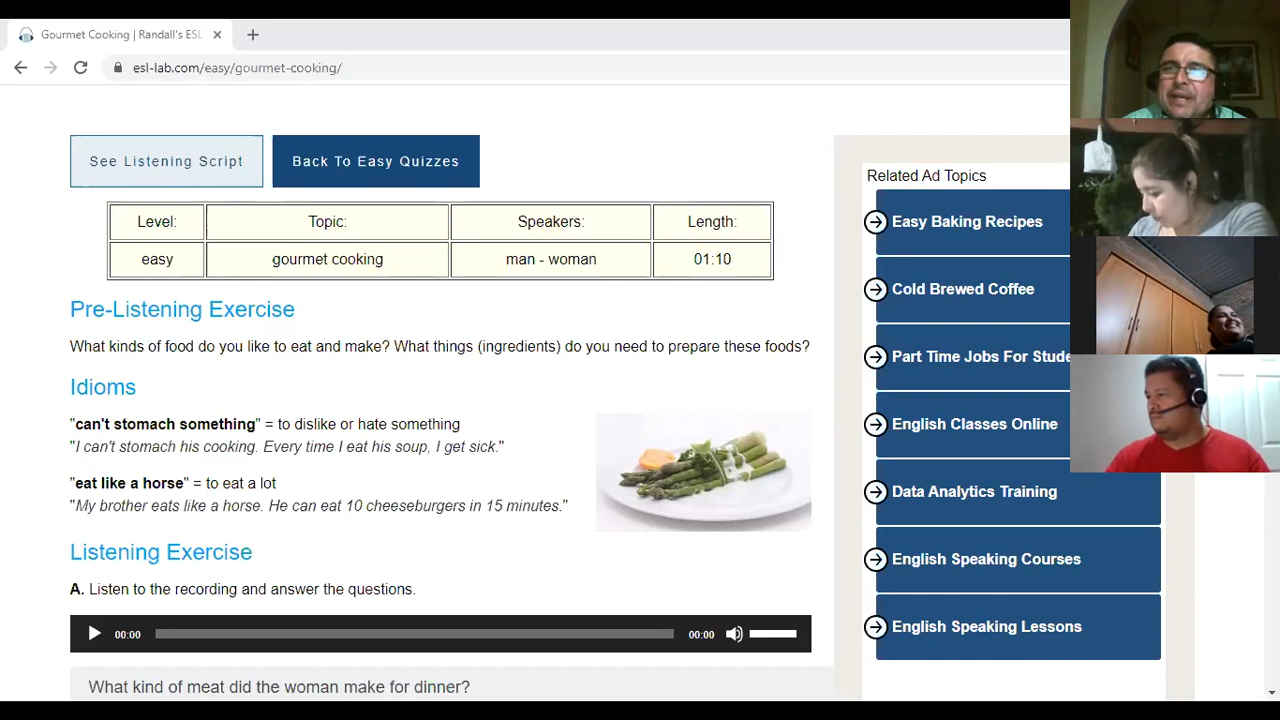 Gourmet Cooking | Randall's ESL
esl-lab.com/easy/gourmet-cooking/
See Listening Script
Back To Easy Quizzes
Level: Topic: Speakers: Length:
easy gourmet cooking man - woman 01:10
Pre-Listening Exercise
What kinds of food do you like to eat and make? What things (ingredients) do you need to prepare these foods?
Idioms
"can't stomach something" = to dislike or hate something
"I can't stomach his cooking. Every time I eat his soup, I get sick."
"eat like a horse" = to eat a lot
"My brother eats like a horse. He can eat 10 cheeseburgers in 15 minutes."
Listening Exercise
A. Listen to the recording and answer the questions.
00:00 00:00
What kind of meat did the woman make for dinner?
Related Ad Topics
Easy Baking Recipes
Cold Brewed Coffee
Part Time Jobs For Stude
English Classes Online
Data Analytics Training
English Speaking Courses
English Speaking Lessons